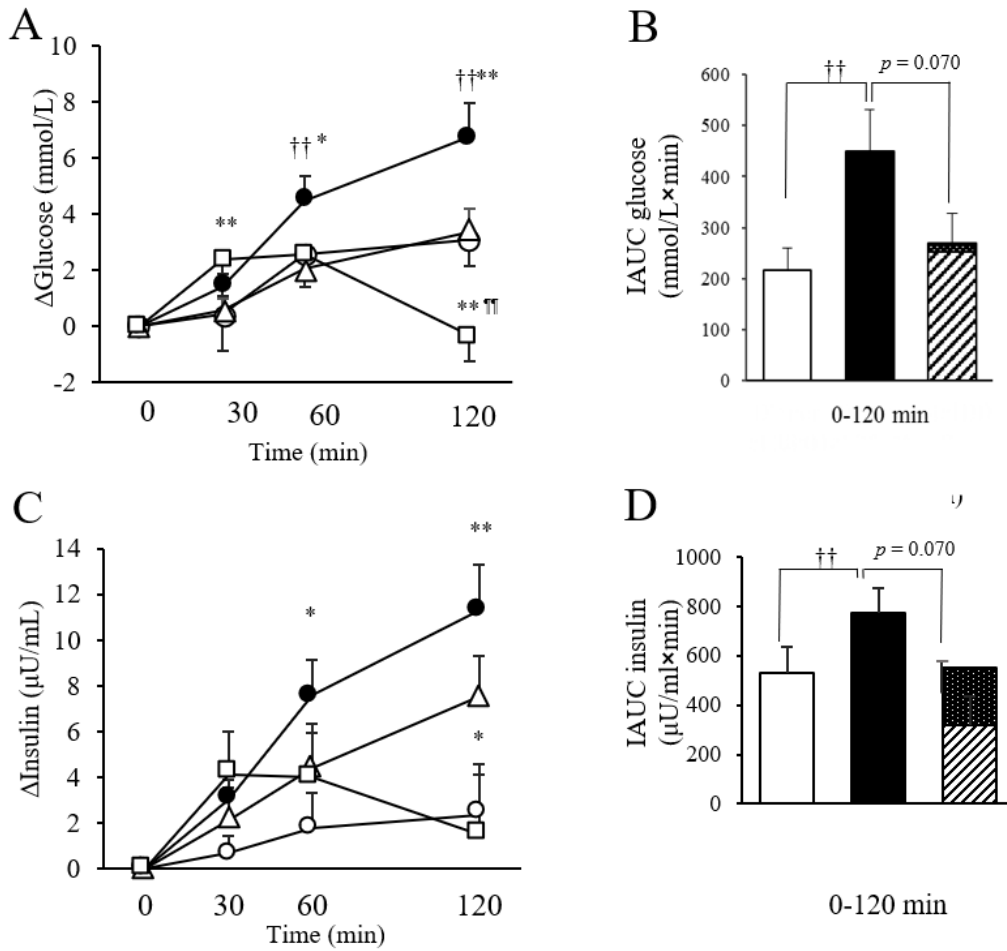 A
ΔGlucose (mmol/L)
10
8
6
4
2
0
-2
††**
†† *
**
** ¶¶
0
30
60
120
Time (min)
B
IAUC glucose
(mmol/L×min)
600
500
400
300
200
100
0
††
p = 0.070
0-120 min
C
ΔInsulin (μU/mL)
14
12
10
8
6
4
2
0
**
*
*
0
30
60
120
Time (min)
D
IAUC insulin
(μU/ml×min)
1000
800
600
400
200
0
††
p = 0.070
0-120 min